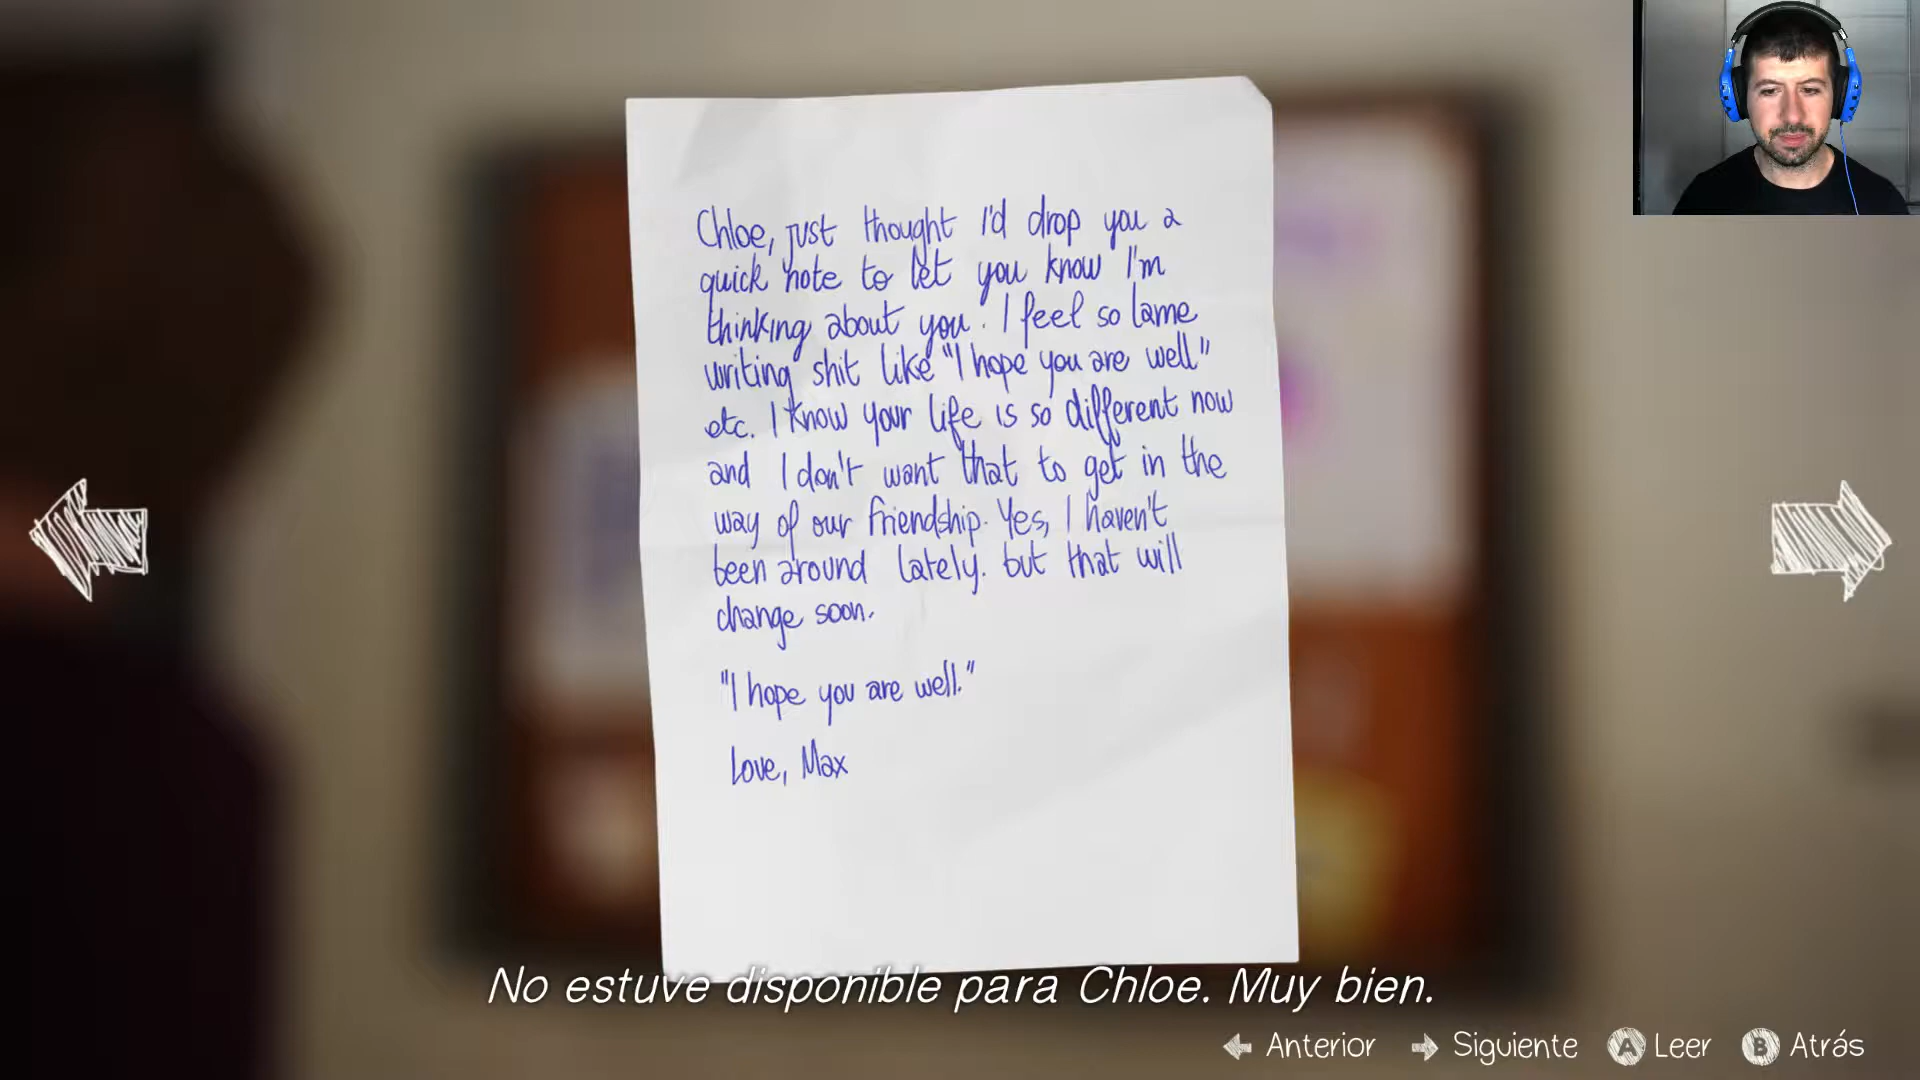 Chloe, just thought I'd drop you a
quick note to let you know I'm
thinking about you. I feel so lame
writing shit like "I hope you are well"
etc. I know your life is so different now
and I don't want that to get in the
way of our friendship. Yes, I haven't
been around lately. but that will
change soon.
"I hope you are well."
Love, Max
No estuve disponible para Chloe. Muy bien.
Anterior Siguiente A Leer B Atrás